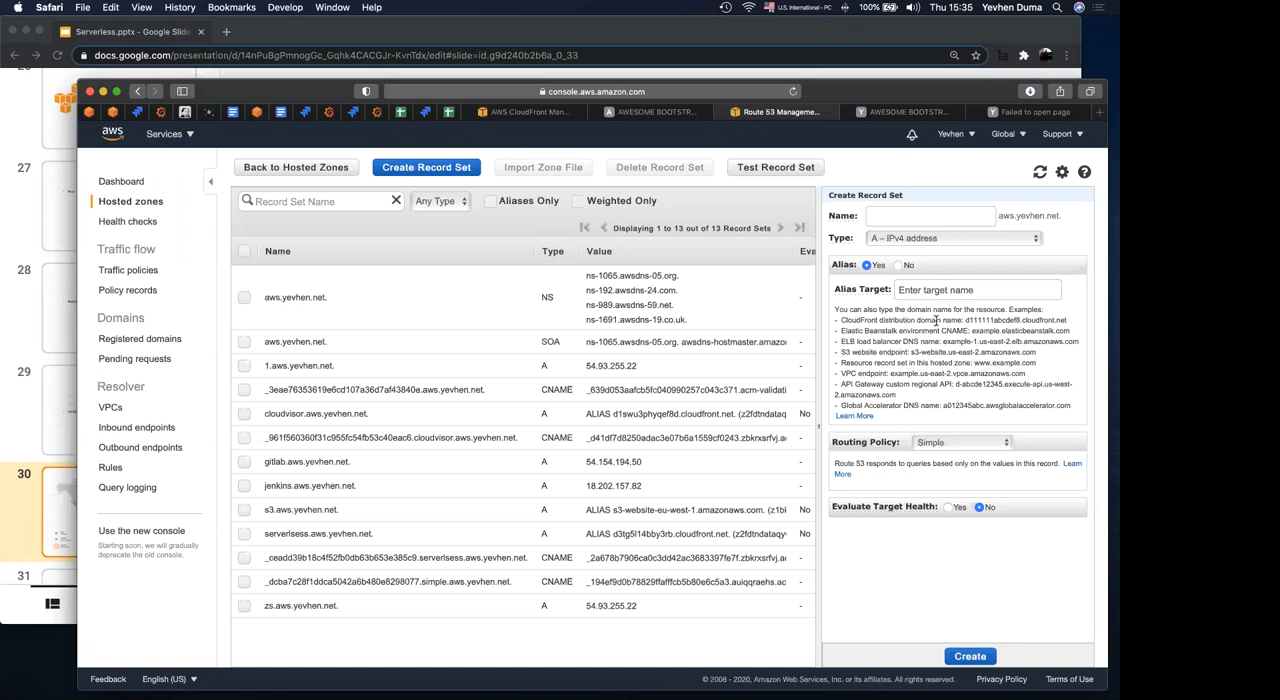 Safari File Edit View History Bookmarks Develop Window Help
U.S. International - PC 100% Thu 15:35 Yevhen Duma
Serverless.pptx - Google Slide
docs.google.com/presentation/d/14nPuBgPmnogGc_Gqhk4CACGJr-KvnTdx/edit#slide=id.g9d240b2b6a_0_33
console.aws.amazon.com
AWS CloudFront Man...
AWESOME BOOTSTR...
Route 53 Manageme...
AWESOME BOOTSTR...
Failed to open page
aws Services Yevhen Global Support
27
28
29
30
31
Dashboard
Hosted zones
Health checks
Traffic flow
Traffic policies
Policy records
Domains
Registered domains
Pending requests
Resolver
VPCs
Inbound endpoints
Outbound endpoints
Rules
Query logging
Use the new console
Starting soon, we will gradually
deprecate the old console.
Back to Hosted Zones Create Record Set Import Zone File Delete Record Set Test Record Set
Record Set Name Any Type Aliases Only Weighted Only
Displaying 1 to 13 out of 13 Record Sets
Name Type Value Eva
aws.yevhen.net. NS
ns-1065.awsdns-05.org.
ns-192.awsdns-24.com.
ns-989.awsdns-59.net.
ns-1691.awsdns-19.co.uk.
-
aws.yevhen.net. SOA ns-1065.awsdns-05.org. awsdns-hostmaster.amazo -
1.aws.yevhen.net. A 54.93.255.22 -
_3eae76353619e6cd107a36d7af43840e.aws.yevhen.net. CNAME _639d053aafcb5fc040990257c043c371.acm-validati -
cloudvisor.aws.yevhen.net. A ALIAS d1swu3phyqef8d.cloudfront.net. (z2fdtndataq No
_961f560360f31c955fc54fb53c40eac6.cloudvisor.aws.yevhen.net. CNAME _d41df7d8250adac3e07b6a1559cf0243.zbkrxsrfvj.a -
gitlab.aws.yevhen.net. A 54.154.194.50 -
jenkins.aws.yevhen.net. A 18.202.157.82 -
s3.aws.yevhen.net. A ALIAS s3-website-eu-west-1.amazonaws.com. (z1b No
serverlsess.aws.yevhen.net. A ALIAS d3tg5l14bby3rb.cloudfront.net. (z2fdtndataqy No
_ceadd39b18c4f52fb0db63b653e385c9.serverlsess.aws.yevhen.net. CNAME _2a678b7906ca0c3dd42ac3683397fe7f.zbkrxsrfvj.a -
_dcba7c28f1ddca5042a6b480e8298077.simple.aws.yevhen.net. CNAME _194ef9d0b78829ffafffcb5b80e6c5a3.auiqqraehs.ac -
zs.aws.yevhen.net. A 54.93.255.22 -
Create Record Set
Name: aws.yevhen.net.
Type: A – IPv4 address
Alias: Yes No
Alias Target: Enter target name
You can also type the domain name for the resource. Examples:
- CloudFront distribution domain name: d111111abcdef8.cloudfront.net
- Elastic Beanstalk environment CNAME: example.elasticbeanstalk.com
- ELB load balancer DNS name: example-1.us-east-2.elb.amazonaws.com
- S3 website endpoint: s3-website.us-east-2.amazonaws.com
- Resource record set in this hosted zone: www.example.com
- VPC endpoint: example.us-east-2.vpce.amazonaws.com
- API Gateway custom regional API: d-abcde12345.execute-api.us-west-
2.amazonaws.com
- Global Accelerator DNS name: a012345abc.awsglobalaccelerator.com
Learn More
Routing Policy: Simple
Route 53 responds to queries based only on the values in this record. Learn
More
Evaluate Target Health: Yes No
Create
Feedback English (US) © 2008 - 2020, Amazon Web Services, Inc. or its affiliates. All rights reserved. Privacy Policy Terms of Use